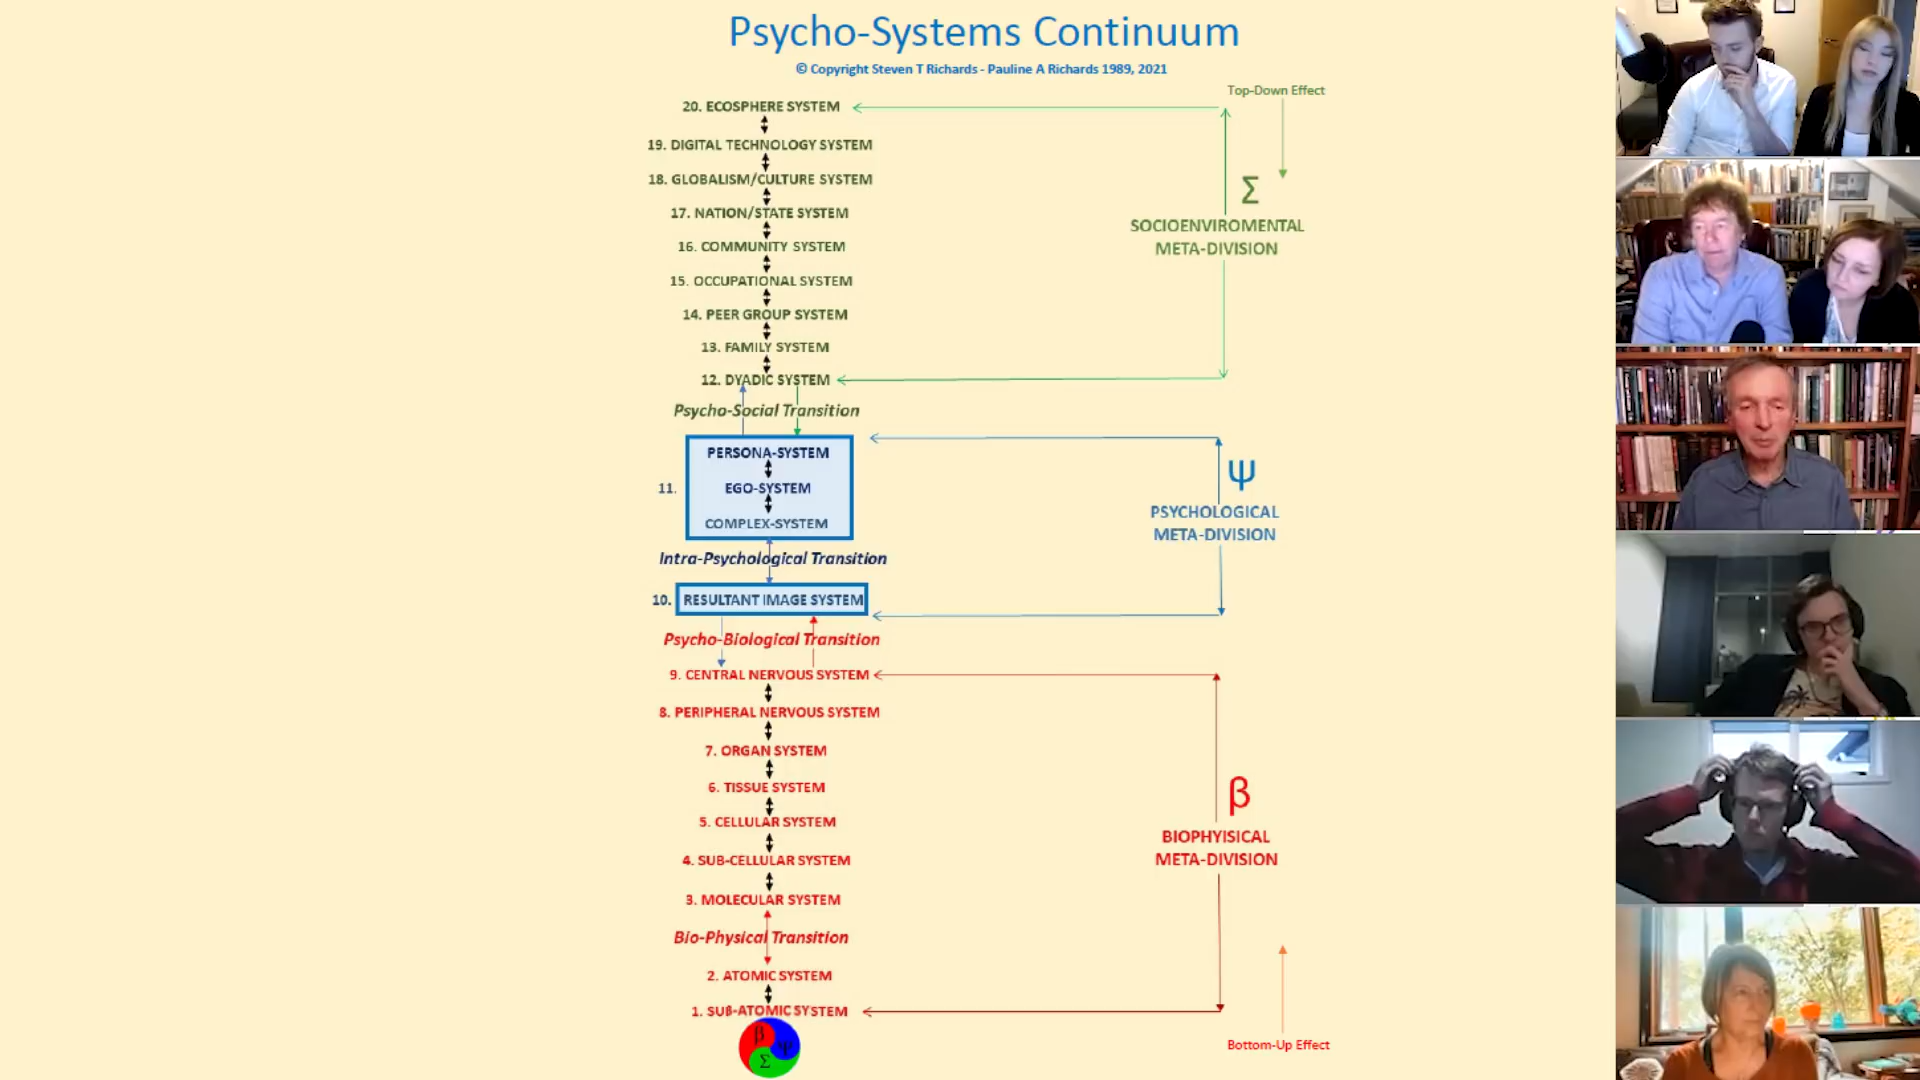 Psycho-Systems Continuum
© Copyright Steven T Richards - Pauline A Richards 1989, 2021
Top-Down Effect
20. ECOSPHERE SYSTEM
19. DIGITAL TECHNOLOGY SYSTEM
18. GLOBALISM/CULTURE SYSTEM
17. NATION/STATE SYSTEM
16. COMMUNITY SYSTEM
15. OCCUPATIONAL SYSTEM
14. PEER GROUP SYSTEM
13. FAMILY SYSTEM
12. DYADIC SYSTEM
Σ
SOCIOENVIROMENTAL
META-DIVISION
Psycho-Social Transition
11.
PERSONA-SYSTEM
EGO-SYSTEM
COMPLEX-SYSTEM
Intra-Psychological Transition
10. RESULTANT IMAGE SYSTEM
Ψ
PSYCHOLOGICAL
META-DIVISION
Psycho-Biological Transition
9. CENTRAL NERVOUS SYSTEM
8. PERIPHERAL NERVOUS SYSTEM
7. ORGAN SYSTEM
6. TISSUE SYSTEM
5. CELLULAR SYSTEM
4. SUB-CELLULAR SYSTEM
3. MOLECULAR SYSTEM
β
BIOPHYISICAL
META-DIVISION
Bio-Physical Transition
2. ATOMIC SYSTEM
1. SUB-ATOMIC SYSTEM
β Ψ
Σ
Bottom-Up Effect